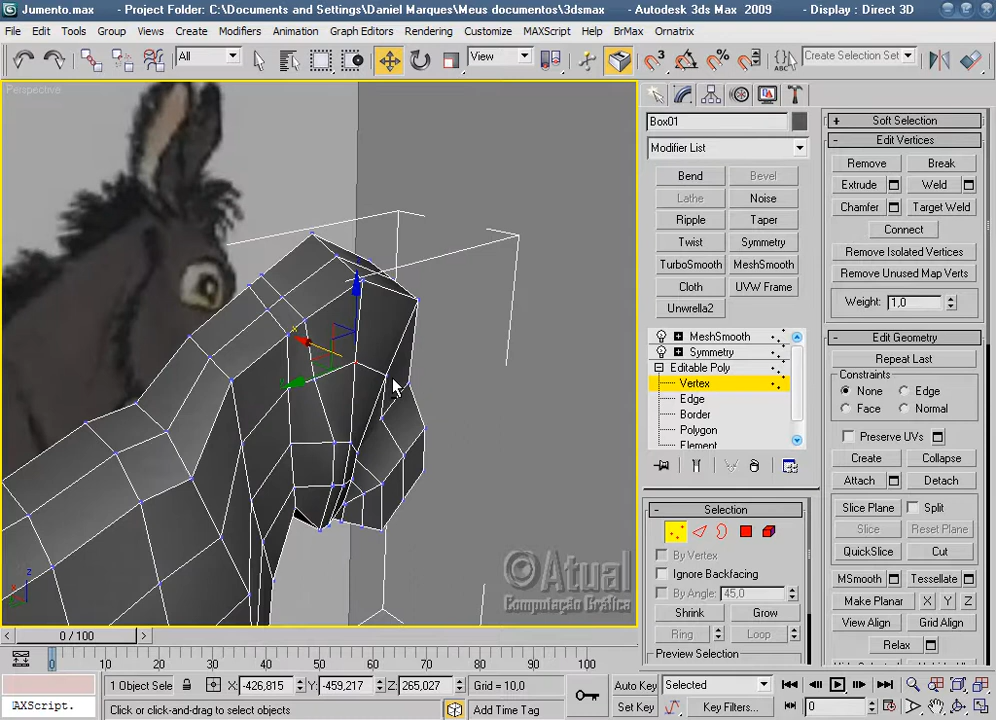 Jumento.max - Project Folder: C:\Documents and Settings\Daniel Marques\Meus documentos\3dsmax - Autodesk 3ds Max 2009 - Display : Direct 3D
File Edit Tools Group Views Create Modifiers Animation Graph Editors Rendering Customize MAXScript Help BrMax Ornatrix
All View Create Selection Set
Perspective
Box01
Modifier List
Bend Bevel
Lathe Noise
Ripple Taper
Twist Symmetry
TurboSmooth MeshSmooth
Cloth UVW Frame
Unwrella2
MeshSmooth
Symmetry
Editable Poly
Vertex
Edge
Border
Polygon
Element
Selection
By Vertex
Ignore Backfacing
By Angle: 45,0
Shrink Grow
Ring Loop
Preview Selection
Soft Selection
Edit Vertices
Remove Break
Extrude Weld
Chamfer Target Weld
Connect
Remove Isolated Vertices
Remove Unused Map Verts
Weight: 1,0
Edit Geometry
Repeat Last
Constraints
None Edge
Face Normal
Preserve UVs
Create Collapse
Attach Detach
Slice Plane Split
Slice Reset Plane
QuickSlice Cut
MSmooth Tessellate
Make Planar X Y Z
View Align Grid Align
Relax
©Atual
Computação Gráfica
0 / 100
0 10 20 30 40 50 60 70 80 90 100
1 Object Sele X: -426,815 Y: -459,217 Z: 265,027 Grid = 10,0
Auto Key Selected
AXScript. Click or click-and-drag to select objects Add Time Tag
Set Key Key Filters... 0